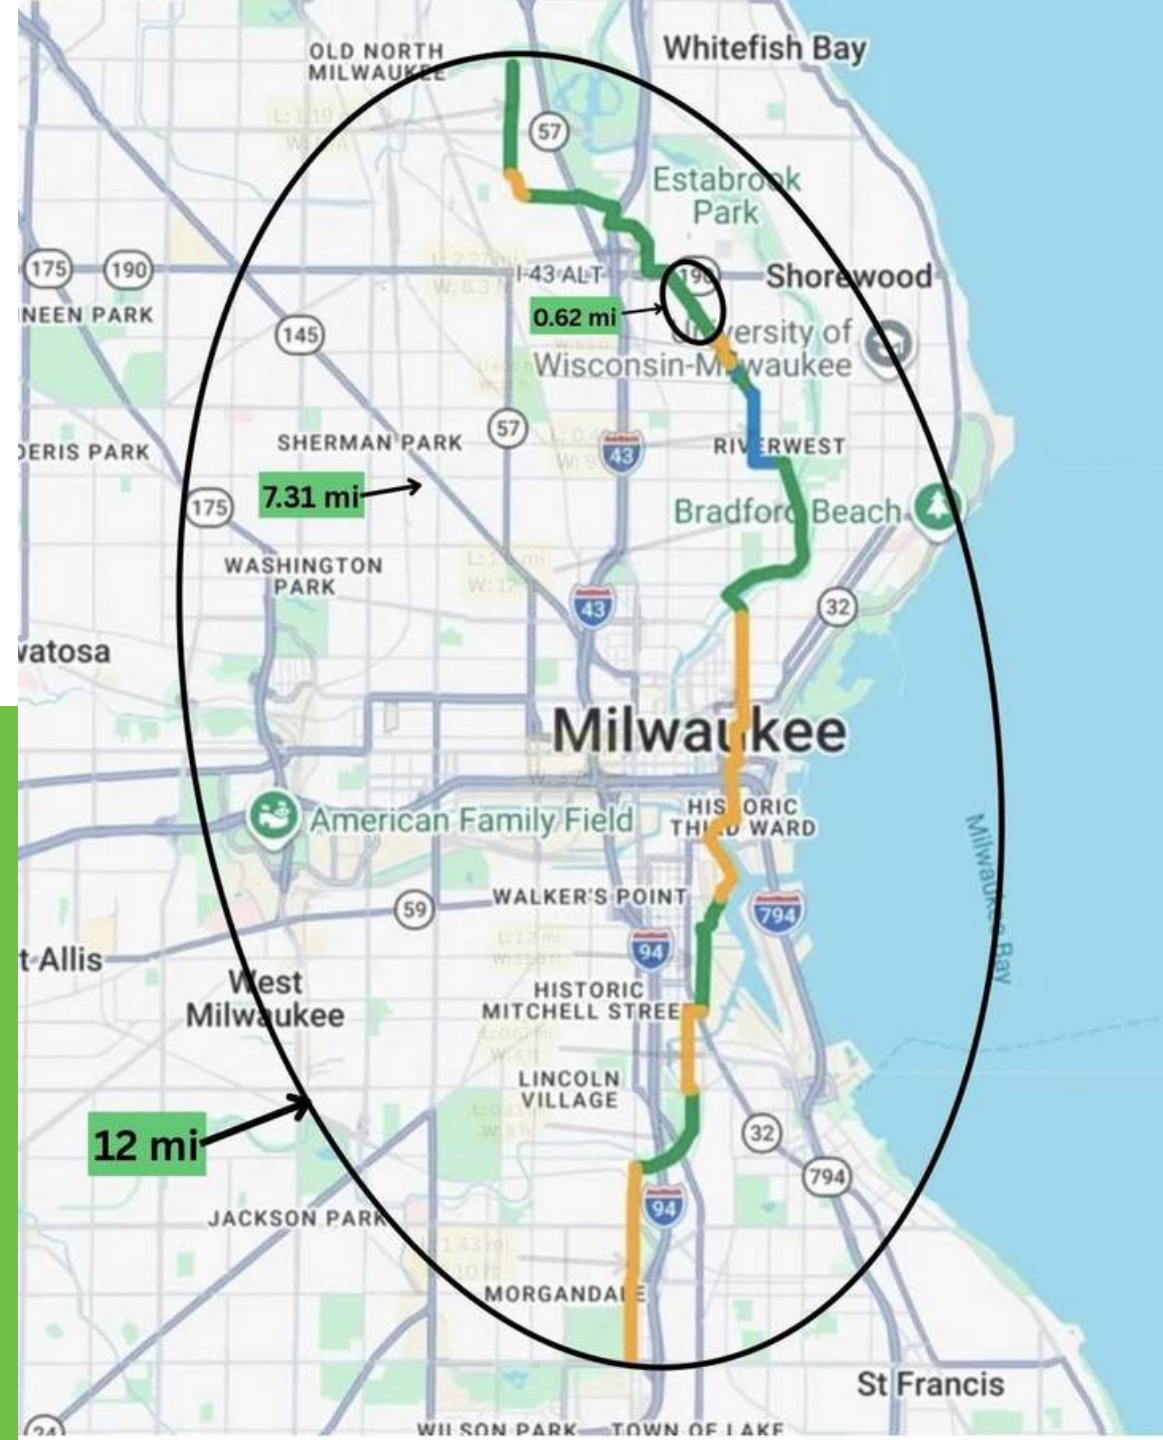 OLD NORTH
MILWAUKEE
Whitefish Bay
57
Estabrook
Park
175
190
I-43 ALT
190
Shorewood
NEEN PARK
0.62 mi
145
University of
Wisconsin-Milwaukee
57
SHERMAN PARK
43
RIVERWEST
DERIS PARK
7.31 mi
175
Bradford Beach
WASHINGTON
PARK
43
32
vatosa
Milwaukee
HISTORIC
THIRD WARD
American Family Field
Milwaukee Bay
WALKER'S POINT
59
794
94
t Allis
West
Milwaukee
HISTORIC
MITCHELL STREE
LINCOLN
VILLAGE
12 mi
32
794
94
JACKSON PARK
MORGANDALE
St Francis
24
WILSON PARK
TOWN OF LAKE